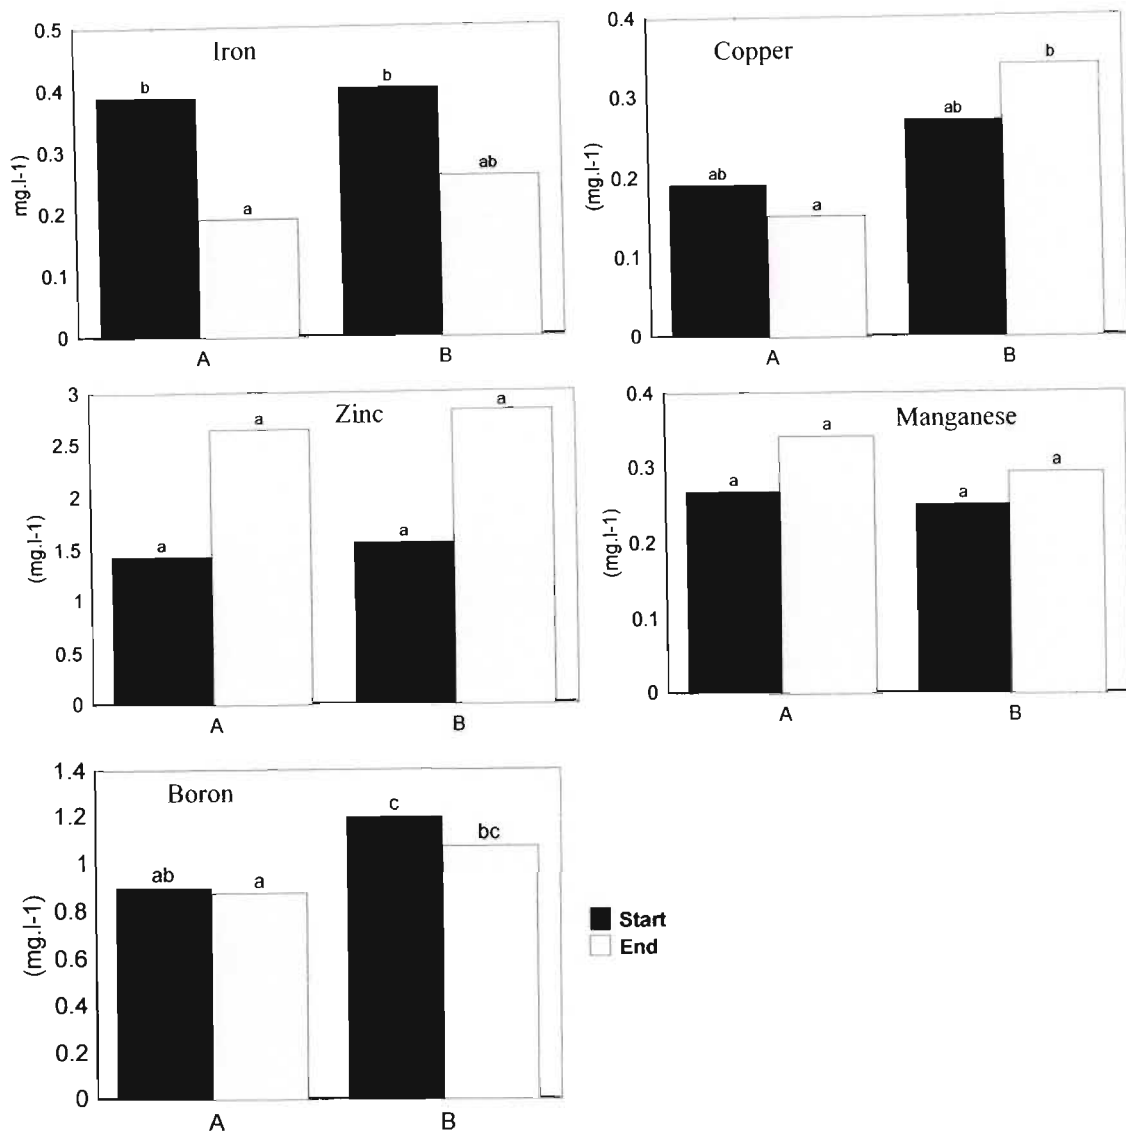 Iron
mg.l-1
0.5
0.4
0.3
0.2
0.1
0
b
a
b
ab
A
B
Copper
(mg.l-1)
0.4
0.3
0.2
0.1
0
ab
a
ab
b
A
B
Zinc
(mg.l-1)
3
2.5
2
1.5
1
0.5
0
a
a
a
a
A
B
Manganese
(mg.l-1)
0.4
0.3
0.2
0.1
0
a
a
a
a
A
B
Boron
(mg.l-1)
1.4
1.2
1
0.8
0.6
0.4
0.2
0
ab
a
c
bc
A
B
Start
End